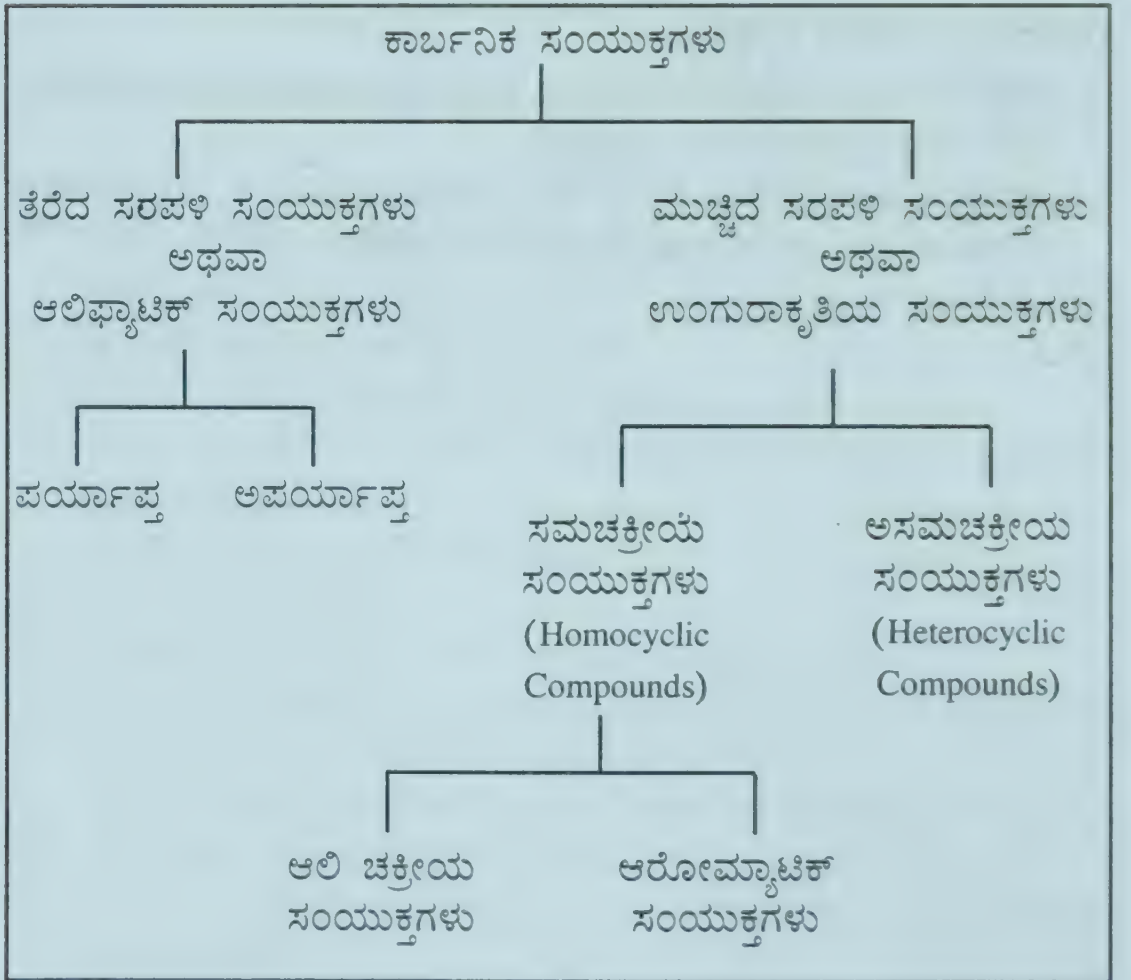 ಕಾರ್ಬನಿಕ ಸಂಯುಕ್ತಗಳು
ತೆರೆದ ಸರಪಳಿ ಸಂಯುಕ್ತಗಳು
ಅಥವಾ
ಆಲಿಫ್ಯಾಟಿಕ್ ಸಂಯುಕ್ತಗಳು
ಮುಚ್ಚಿದ ಸರಪಳಿ ಸಂಯುಕ್ತಗಳು
ಅಥವಾ
ಉಂಗುರಾಕೃತಿಯ ಸಂಯುಕ್ತಗಳು
ಪರ್ಯಾಪ್ತ
ಅಪರ್ಯಾಪ್ತ
ಸಮಚಕ್ರೀಯ
ಸಂಯುಕ್ತಗಳು
(Homocyclic
Compounds)
ಅಸಮಚಕ್ರೀಯ
ಸಂಯುಕ್ತಗಳು
(Heterocyclic
Compounds)
ಆಲಿ ಚಕ್ರೀಯ
ಸಂಯುಕ್ತಗಳು
ಆರೋಮ್ಯಾಟಿಕ್
ಸಂಯುಕ್ತಗಳು